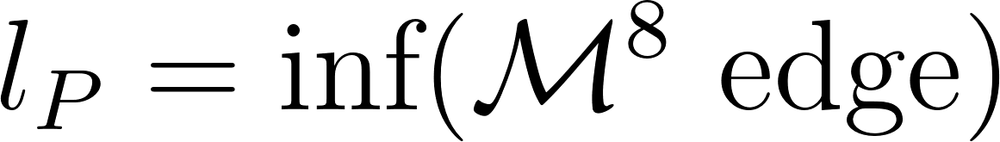 l_P = inf(ℳ^8 edge)